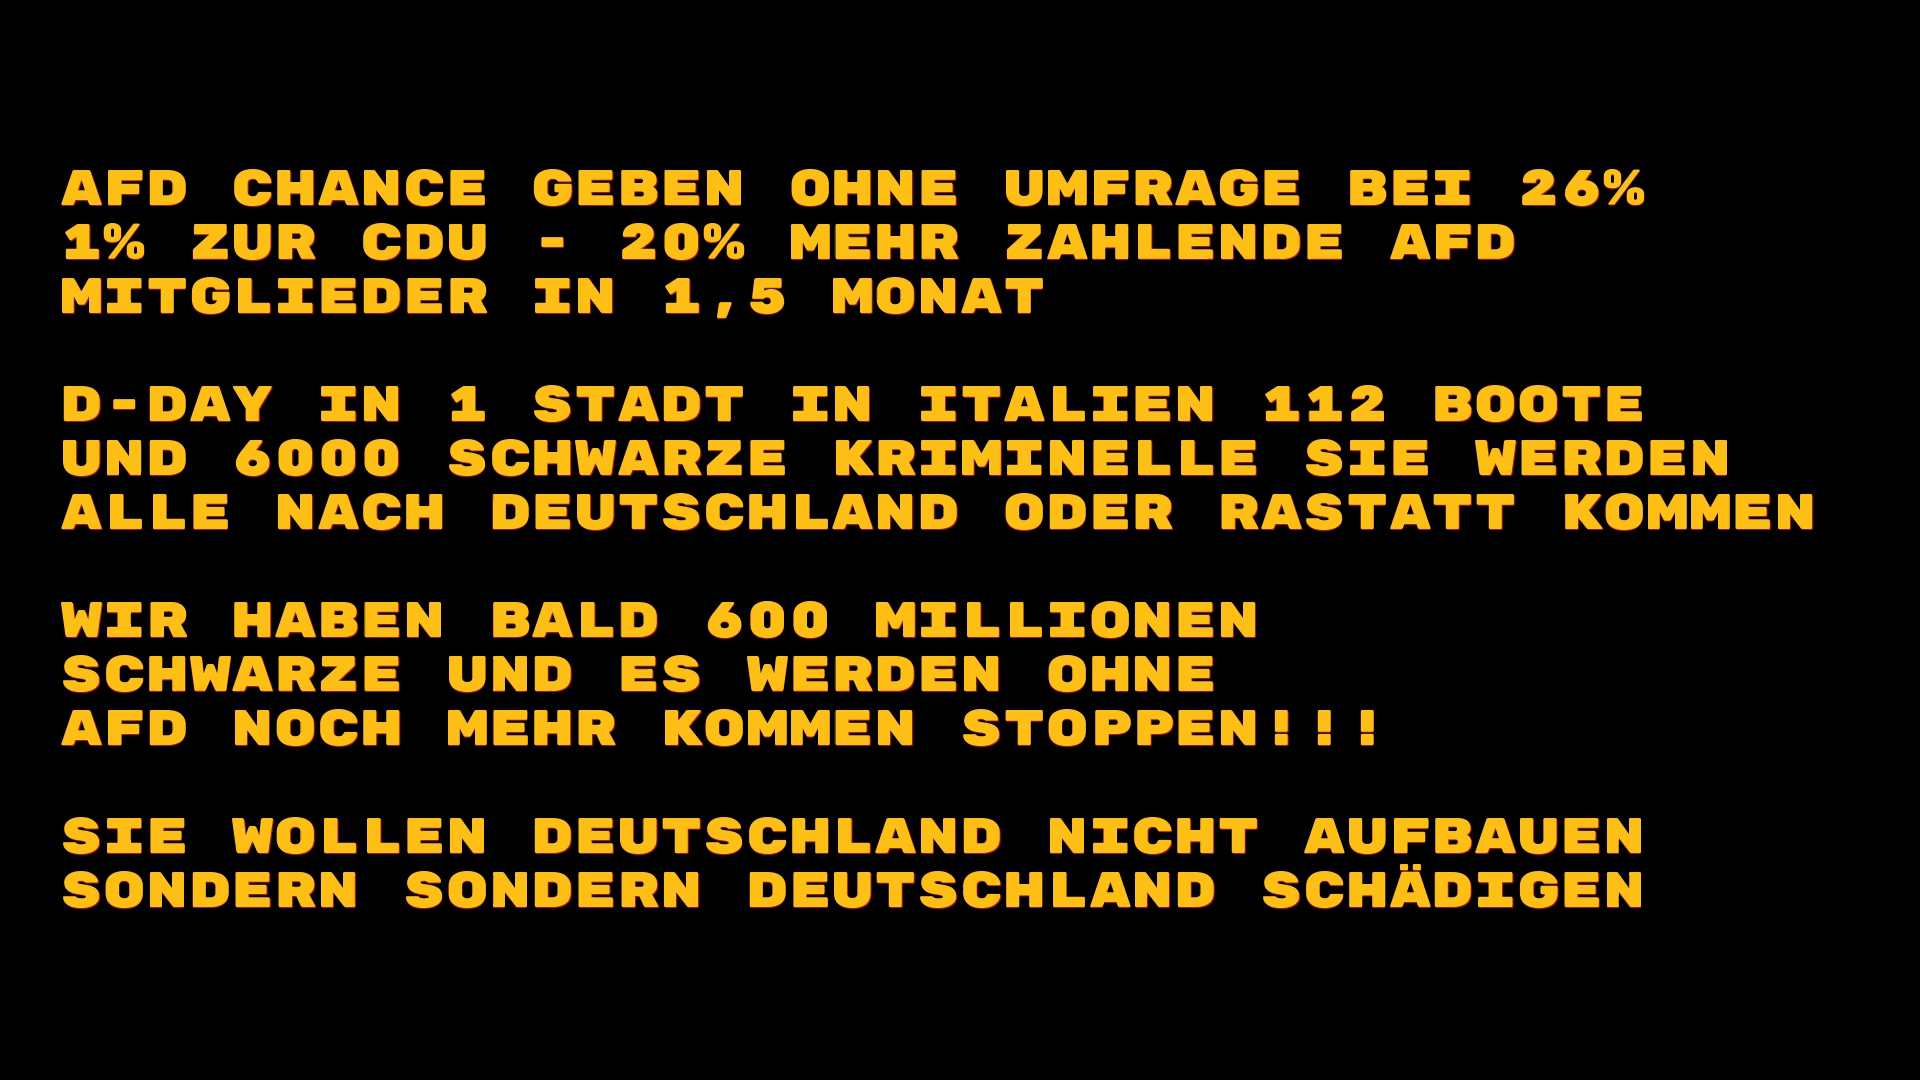 AFD CHANCE GEBEN OHNE UMFRAGE BEI 26%
1% ZUR CDU - 20% MEHR ZAHLENDE AFD
MITGLIEDER IN 1,5 MONAT
D-DAY IN 1 STADT IN ITALIEN 112 BOOTE
UND 6000 SCHWARZE KRIMINELLE SIE WERDEN
ALLE NACH DEUTSCHLAND ODER RASTATT KOMMEN
WIR HABEN BALD 600 MILLIONEN
SCHWARZE UND ES WERDEN OHNE
AFD NOCH MEHR KOMMEN STOPPEN!!!
SIE WOLLEN DEUTSCHLAND NICHT AUFBAUEN
SONDERN SONDERN DEUTSCHLAND SCHÄDIGEN